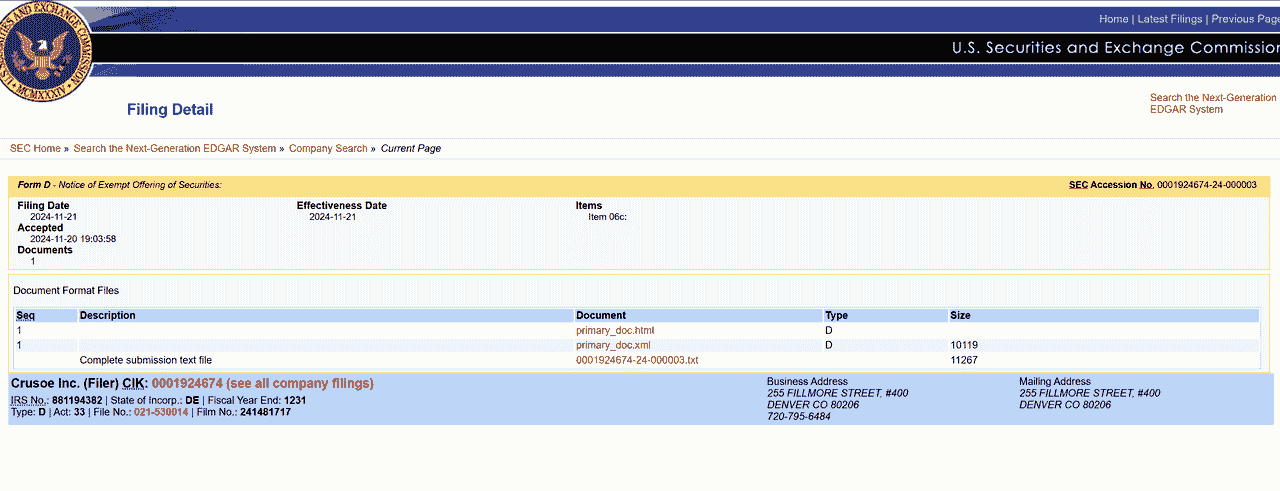 Home | Latest Filings | Previous Page
U.S. Securities and Exchange Commission
Filing Detail
Search the Next-Generation
EDGAR System
SEC Home » Search the Next-Generation EDGAR System » Company Search » Current Page
Form D - Notice of Exempt Offering of Securities: SEC Accession No. 0001924674-24-000003
Filing Date Effectiveness Date Items
2024-11-21 2024-11-21 Item 06c:
Accepted
2024-11-20 19:03:58
Documents
1
Document Format Files
Seq Description Document Type Size
1 primary_doc.html D
1 primary_doc.xml D 10119
Complete submission text file 0001924674-24-000003.txt 11267
Crusoe Inc. (Filer) CIK: 0001924674 (see all company filings)
IRS No.: 881194382 | State of Incorp.: DE | Fiscal Year End: 1231
Type: D | Act: 33 | File No.: 021-530014 | Film No.: 241481717
Business Address
255 FILLMORE STREET, #400
DENVER CO 80206
720-795-6484
Mailing Address
255 FILLMORE STREET, #400
DENVER CO 80206